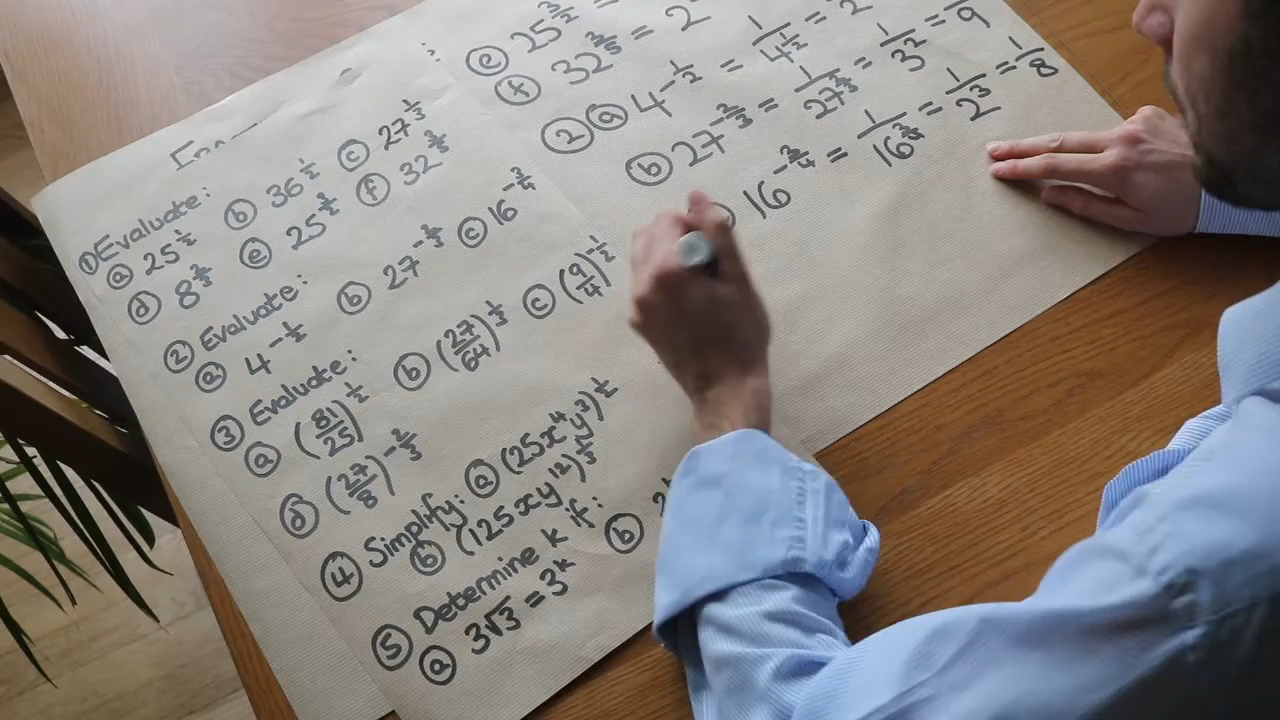 ① Evaluate:
ⓐ 25^(1/2) ⓑ 36^(1/2) ⓒ 27^(1/3)
ⓓ 8^(2/3) ⓔ 25^(3/2) ⓕ 32^(3/5)
② Evaluate:
ⓐ 4^(-1/2) ⓑ 27^(-2/3) ⓒ 16^(-3/4)
③ Evaluate:
ⓐ (81/25)^(1/2) ⓑ (27/64)^(1/3) ⓒ (9/4)^(-1/2)
ⓓ (27/8)^(-2/3)
④ Simplify: ⓐ (25x^4y^3)^(1/2)
ⓑ (125xy^12)^(1/3)
⑤ Determine k if:
ⓐ 3√3 = 3^k ⓑ
ⓔ 25^(3/2) =
ⓕ 32^(3/5) = 2
② ⓐ 4^(-1/2) = 1/4^(1/2) = 1/2
ⓑ 27^(-2/3) = 1/27^(2/3) = 1/3^2 = 1/9
16^(-3/4) = 1/16^(3/4) = 1/2^3 = 1/8